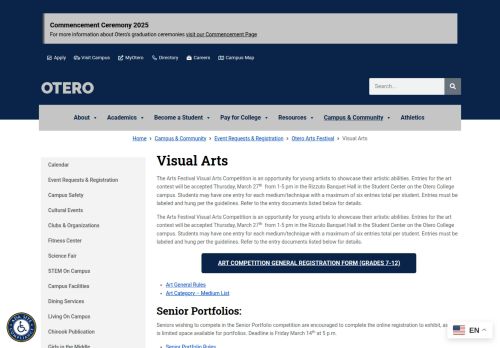 Commencement Ceremony 2025
For more information about Otero's graduation ceremonies visit our Commencement Page
Apply
Visit Campus
MyOtero
Directory
Careers
Campus Map
OTERO
Search...
About
Academics
Become a Student
Pay for College
Resources
Campus & Community
Athletics
Home
Campus & Community
Event Requests & Registration
Otero Arts Festival
Visual Arts
Calendar
Event Requests & Registration
Campus Safety
Cultural Events
Clubs & Organizations
Fitness Center
Science Fair
STEM On Campus
Campus Facilities
Dining Services
Living On Campus
Chinook Publication
Girls in the Middle
Visual Arts
The Arts Festival Visual Arts Competition is an opportunity for young artists to showcase their artistic abilities. Entries for the art
contest will be accepted Thursday, March 27th from 1-5 pm in the Rizzuto Banquet Hall in the Student Center on the Otero College
campus. Students may have one entry for each medium/technique with a maximum of six entries total per student. Entries must be
labeled and hung per the guidelines. Refer to the entry documents listed below for details.
The Arts Festival Visual Arts Competition is an opportunity for young artists to showcase their artistic abilities. Entries for the art
contest will be accepted Thursday, March 27th from 1-5 pm in the Rizzuto Banquet Hall in the Student Center on the Otero College
campus. Students may have one entry for each medium/technique with a maximum of six entries total per student. Entries must be
labeled and hung per the guidelines. Refer to the entry documents listed below for details.
ART COMPETITION GENERAL REGISTRATION FORM (GRADES 7-12)
Art General Rules
Art Category – Medium List
Senior Portfolios:
Seniors wishing to compete in the Senior Portfolio competition are encouraged to complete the online registration to exhibit, as
is limited space available for portfolios. Deadline is Friday March 14th at 5 p.m.
Senior Portfolio Rules
EN